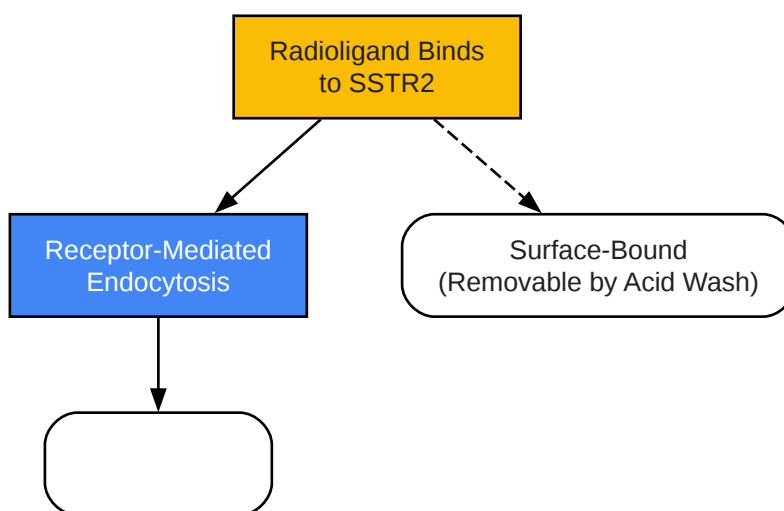 Radioligand Binds
to SSTR2
Receptor-Mediated
Endocytosis
Surface-Bound
(Removable by Acid Wash)